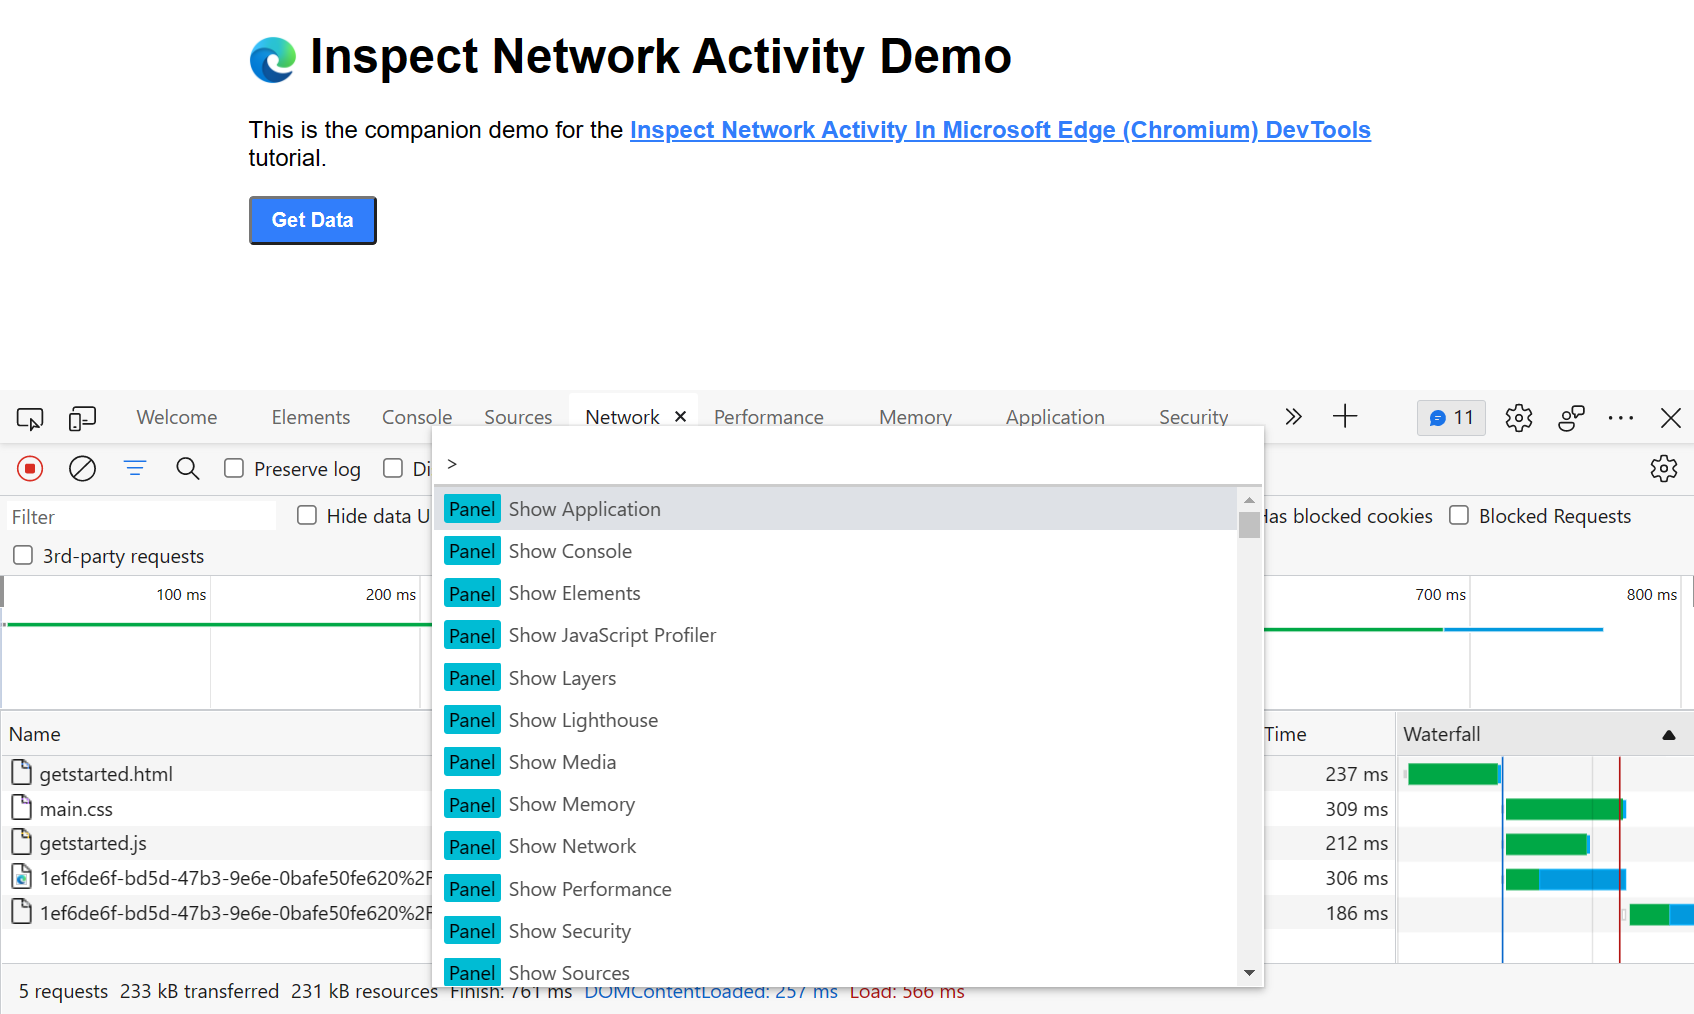 Inspect Network Activity Demo
This is the companion demo for the Inspect Network Activity In Microsoft Edge (Chromium) DevTools
tutorial.
Get Data
Welcome Elements Console Sources Network Performance Memory Application Security 11
Preserve log
>
Filter Hide data has blocked cookies Blocked Requests
3rd-party requests
100 ms 200 ms 700 ms 800 ms
Panel Show Application
Panel Show Console
Panel Show Elements
Panel Show JavaScript Profiler
Panel Show Layers
Panel Show Lighthouse
Panel Show Media
Panel Show Memory
Panel Show Network
Panel Show Performance
Panel Show Security
Panel Show Sources
Name Time Waterfall
getstarted.html 237 ms
main.css 309 ms
getstarted.js 212 ms
1ef6de6f-bd5d-47b3-9e6e-0bafe50fe620%2F 306 ms
1ef6de6f-bd5d-47b3-9e6e-0bafe50fe620%2F 186 ms
5 requests 233 kB transferred 231 kB resources Finish: 761 ms DOMContentLoaded: 257 ms Load: 566 ms